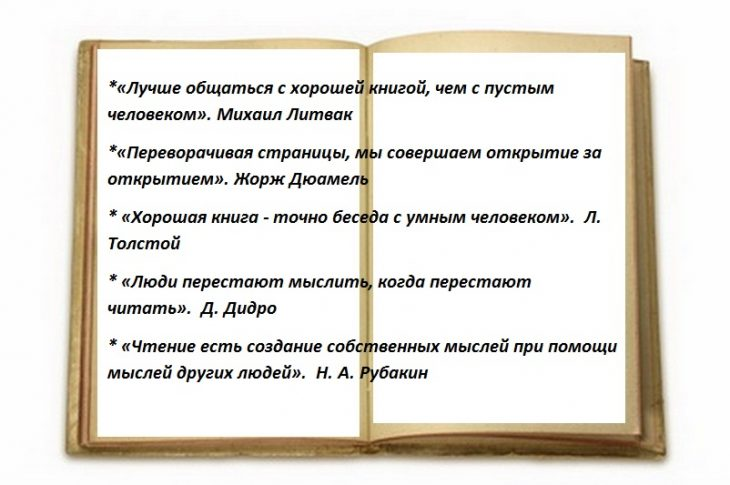 *«Лучше общаться с хорошей книгой, чем с пустым
человеком». Михаил Литвак
*«Переворачивая страницы, мы совершаем открытие за
открытием». Жорж Дюамель
* «Хорошая книга - точно беседа с умным человеком». Л.
Толстой
* «Люди перестают мыслить, когда перестают
читать». Д. Дидро
* «Чтение есть создание собственных мыслей при помощи
мыслей других людей». Н. А. Рубакин